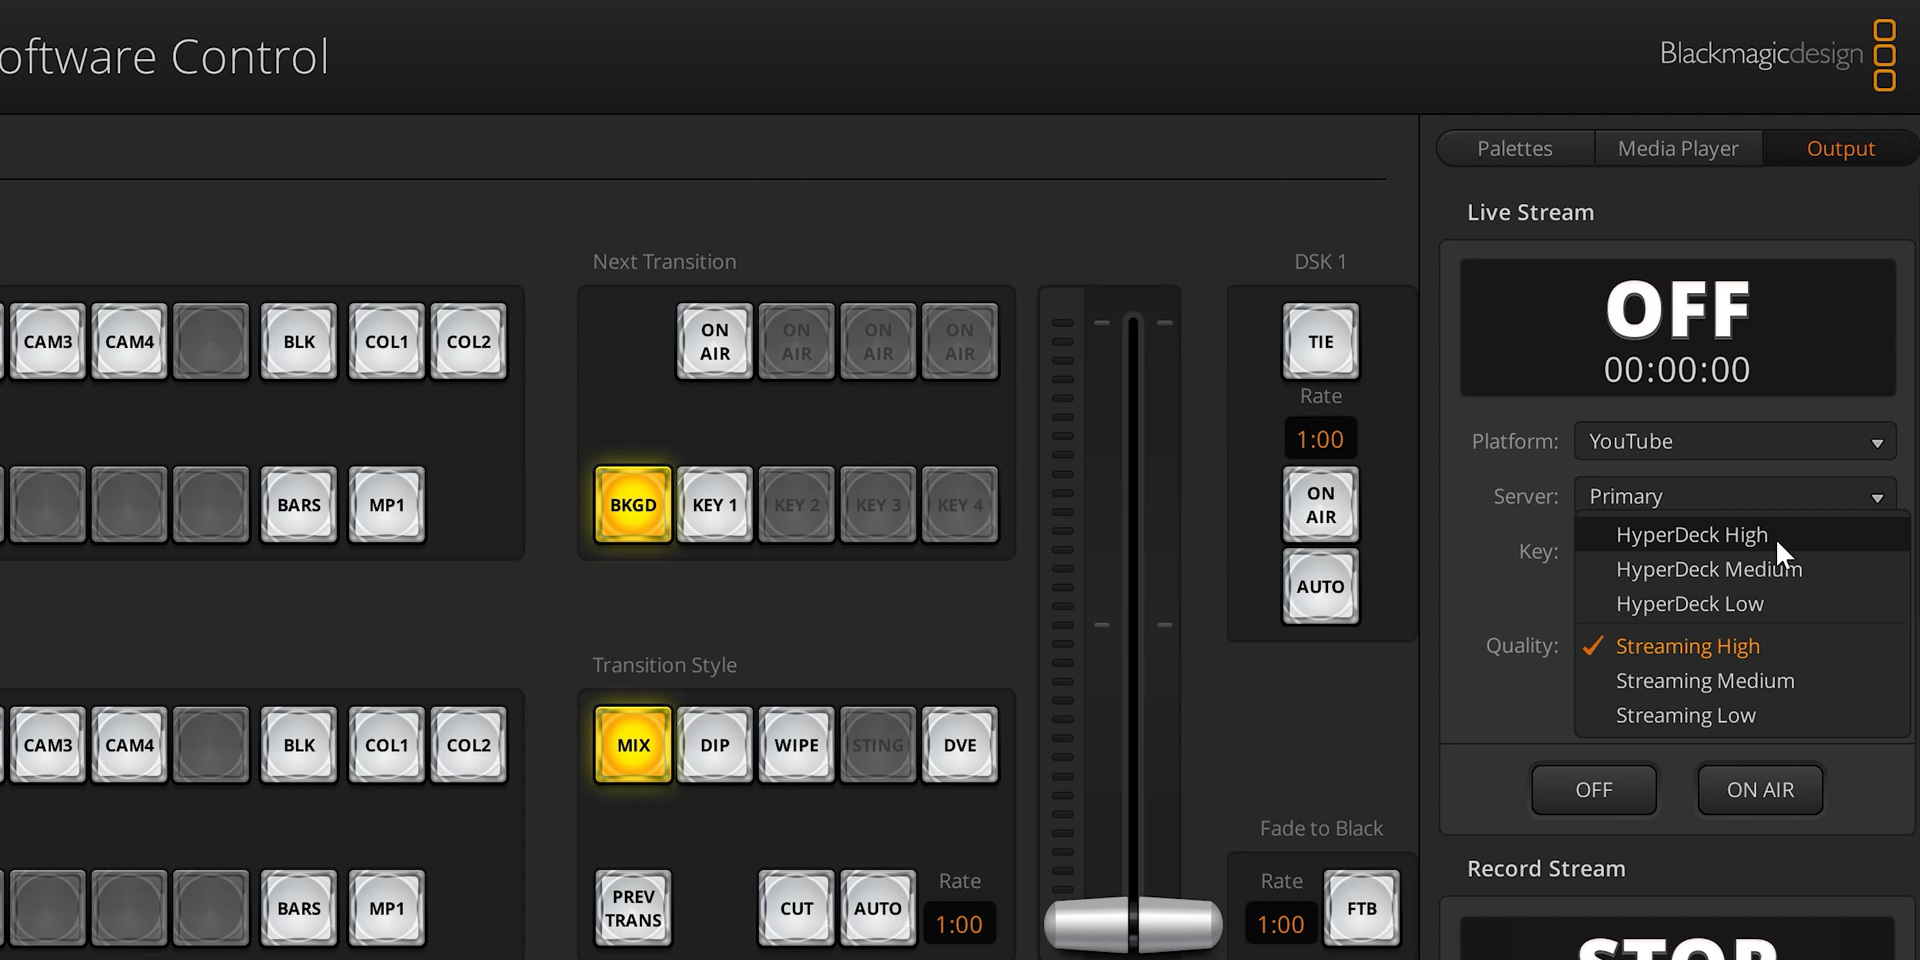 oftware Control
Blackmagicdesign
Palettes
Media Player
Output
Live Stream
OFF
00:00:00
Platform:
YouTube
Server:
Primary
Key:
HyperDeck High
HyperDeck Medium
HyperDeck Low
Quality:
Streaming High
Streaming Medium
Streaming Low
OFF
ON AIR
Record Stream
STOP
CAM3
CAM4
BLK
COL1
COL2
BARS
MP1
Next Transition
ON
AIR
ON
AIR
ON
AIR
ON
AIR
BKGD
KEY 1
KEY 2
KEY 3
KEY 4
DSK 1
TIE
Rate
1:00
ON
AIR
AUTO
CAM3
CAM4
BLK
COL1
COL2
BARS
MP1
Transition Style
MIX
DIP
WIPE
STING
DVE
PREV
TRANS
CUT
AUTO
Rate
1:00
Fade to Black
Rate
1:00
FTB